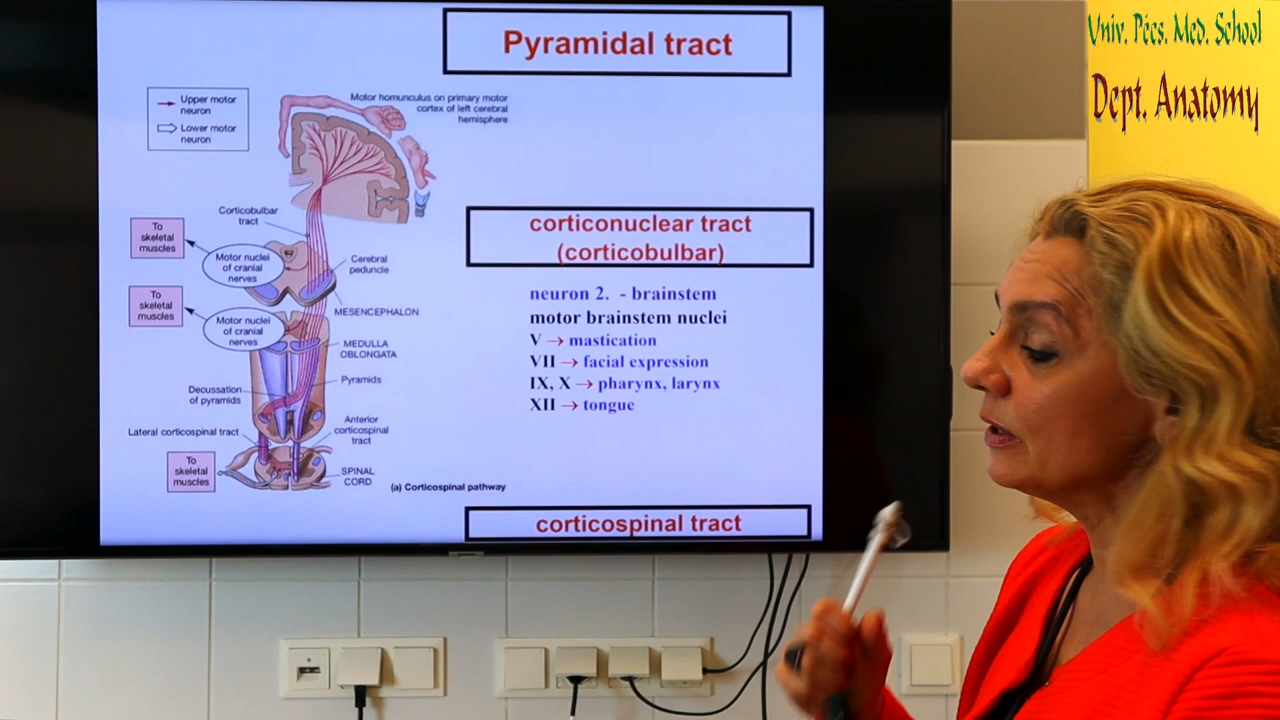 Univ. Pécs. Med. School
Dept. Anatomy
Pyramidal tract
Upper motor
neuron
Lower motor
neuron
Motor homunculus on primary motor
cortex of left cerebral
hemisphere
Corticobulbar
tract
To
skeletal
muscles
Motor nuclei
of cranial
nerves
Cerebral
peduncle
To
skeletal
muscles
MESENCEPHALON
Motor nuclei
of cranial
nerves
MEDULLA
OBLONGATA
Pyramids
Decussation
of pyramids
Anterior
corticospinal
tract
Lateral corticospinal tract
To
skeletal
muscles
SPINAL
CORD
(a) Corticospinal pathway
corticonuclear tract
(corticobulbar)
neuron 2. - brainstem
motor brainstem nuclei
V → mastication
VII → facial expression
IX, X → pharynx, larynx
XII → tongue
corticospinal tract